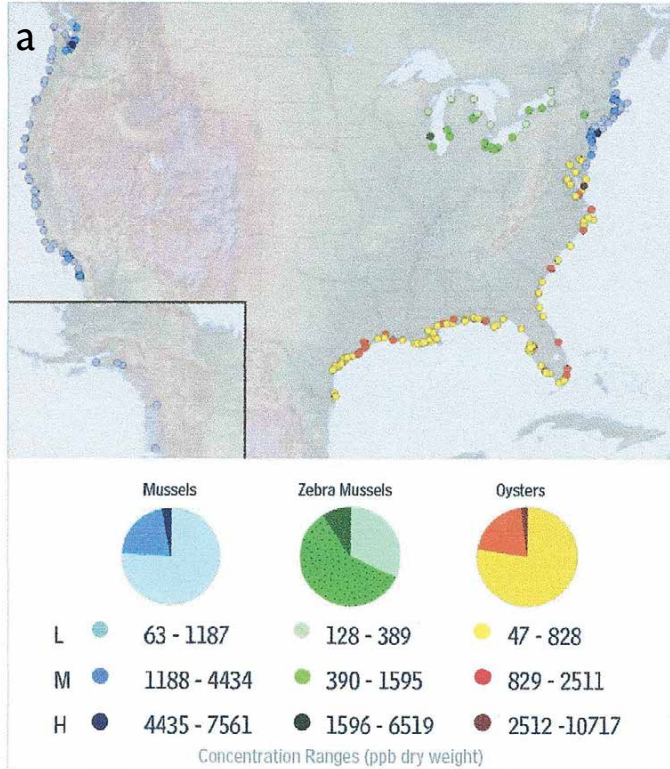 a
Mussels Zebra Mussels Oysters
L 63 - 1187 128 - 389 47 - 828
M 1188 - 4434 390 - 1595 829 - 2511
H 4435 - 7561 1596 - 6519 2512 -10717
Concentration Ranges (ppb dry weight)